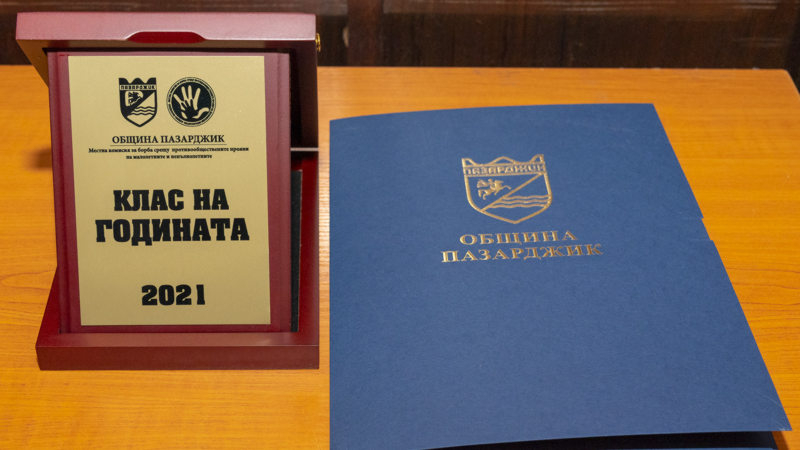 ПАЗАРДЖИК
ОБЩИНА ПАЗАРДЖИК
Местна комисия за борба срещу противообществените прояви
на малолетните и непълнолетните
КЛАС НА
ГОДИНАТА
2021
ПАЗАРДЖИК
ОБЩИНА
ПАЗАРДЖИК